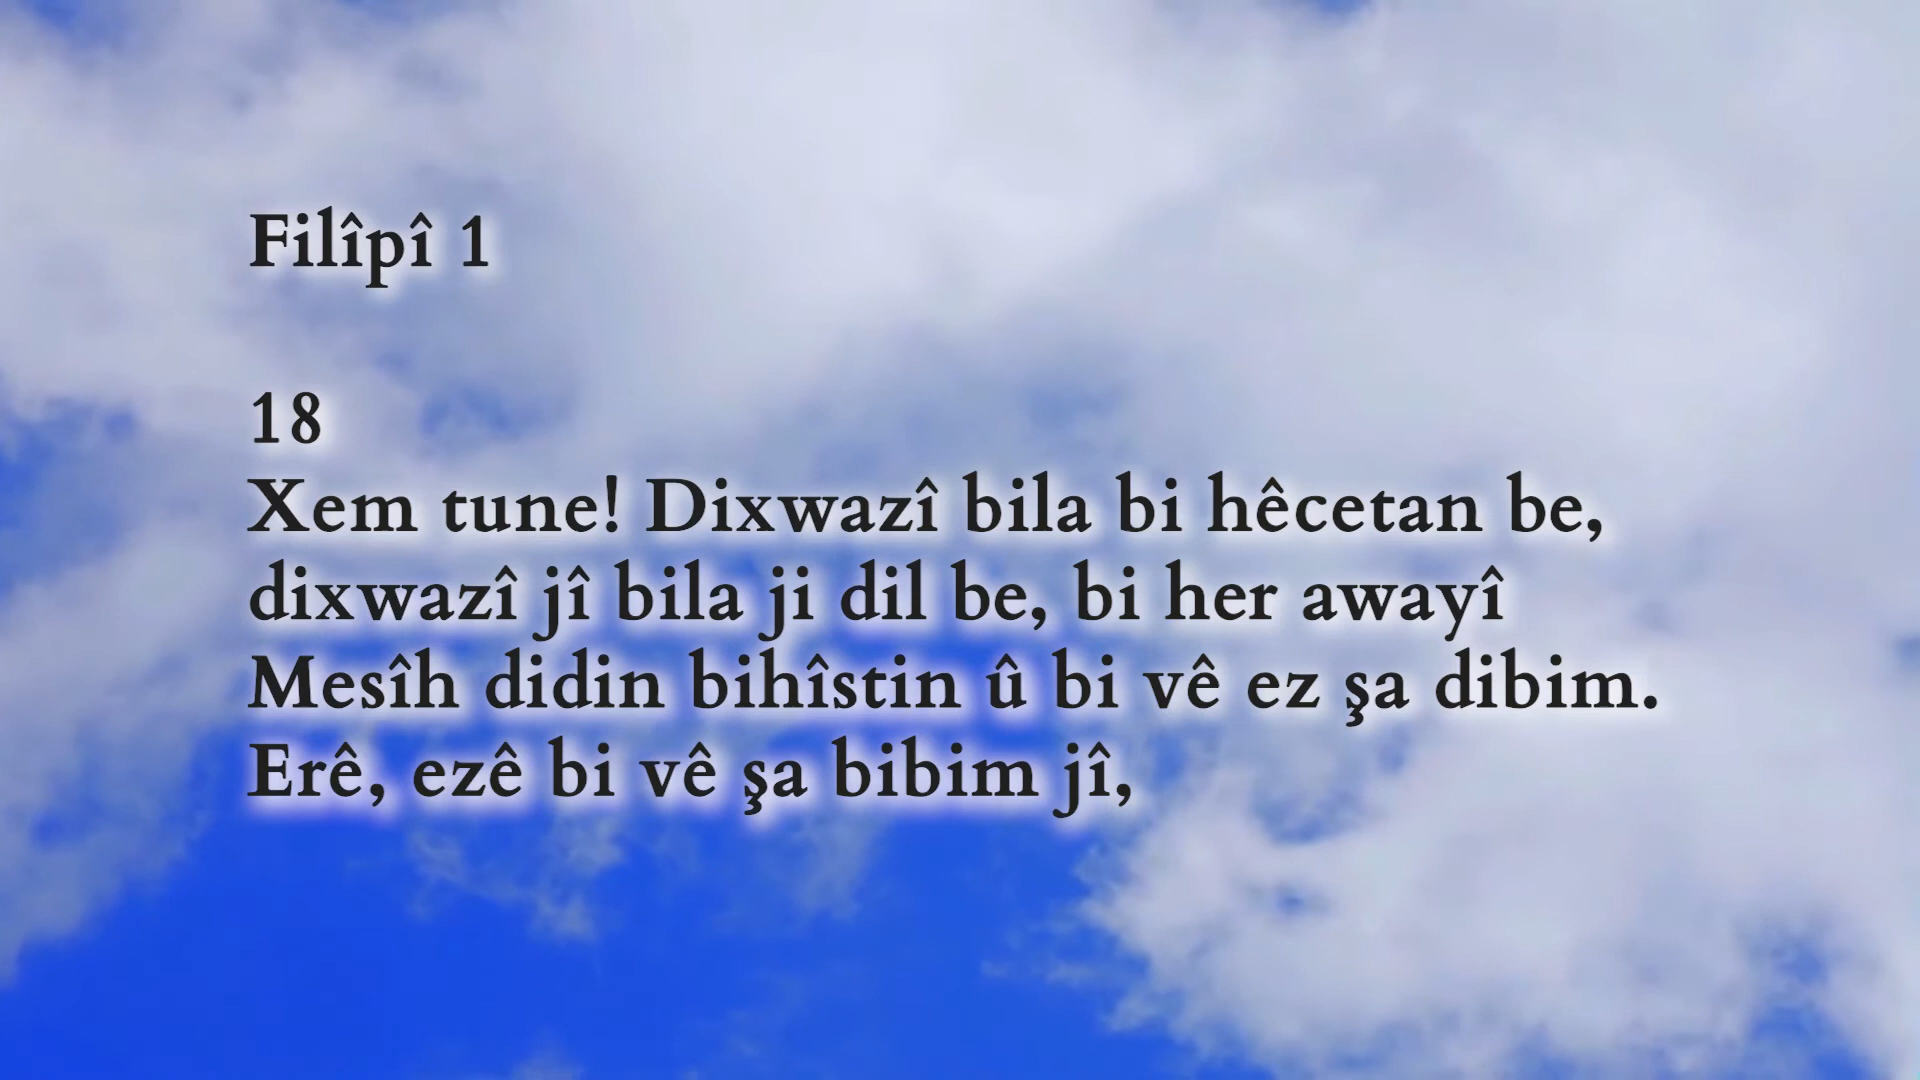 Filîpî 1
18
Xem tune! Dixwazî bila bi hêcetan be,
dixwazî jî bila ji dil be, bi her awayî
Mesîh didin bihîstin û bi vê ez şa dibim.
Erê, ezê bi vê şa bibim jî,